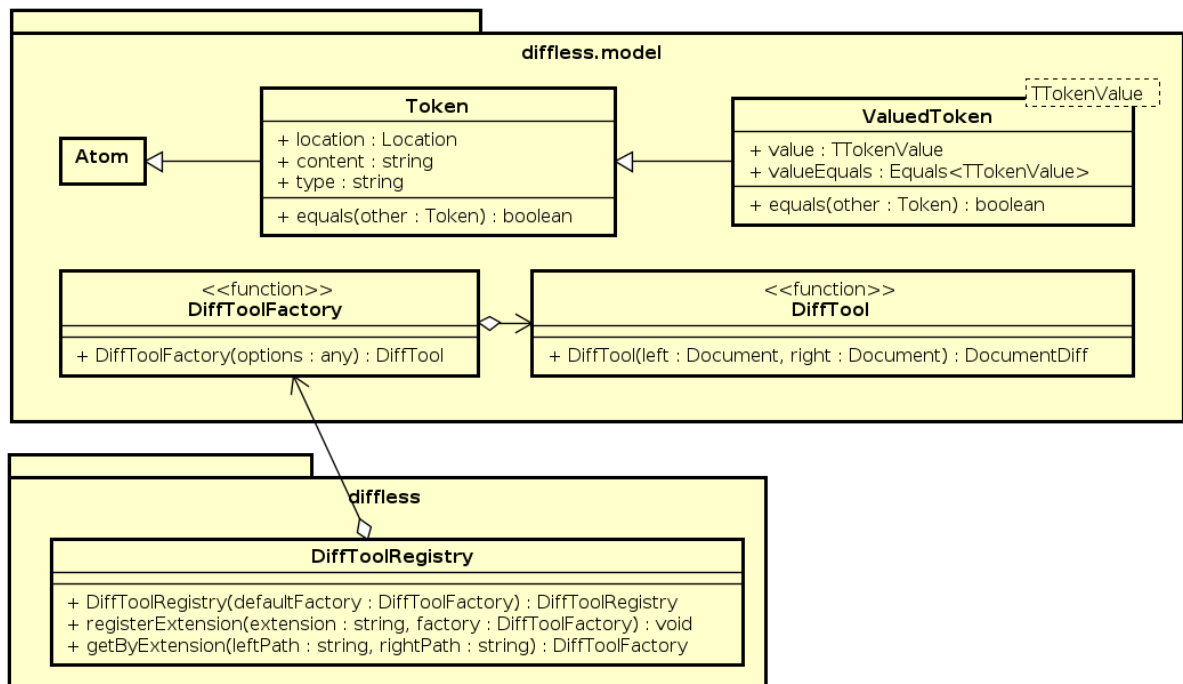 diffless.model
TTokenValue
Token
ValuedToken
Atom
+ location : Location
+ content : string
+ type : string
+ value : TTokenValue
+ valueEquals : Equals<TTokenValue>
+ equals(other : Token) : boolean
+ equals(other : Token) : boolean
<<function>>
DiffToolFactory
<<function>>
DiffTool
+ DiffToolFactory(options : any) : DiffTool
+ DiffTool(left : Document, right : Document) : DocumentDiff
diffless
DiffToolRegistry
+ DiffToolRegistry(defaultFactory : DiffToolFactory) : DiffToolRegistry
+ registerExtension(extension : string, factory : DiffToolFactory) : void
+ getByExtension(leftPath : string, rightPath : string) : DiffToolFactory